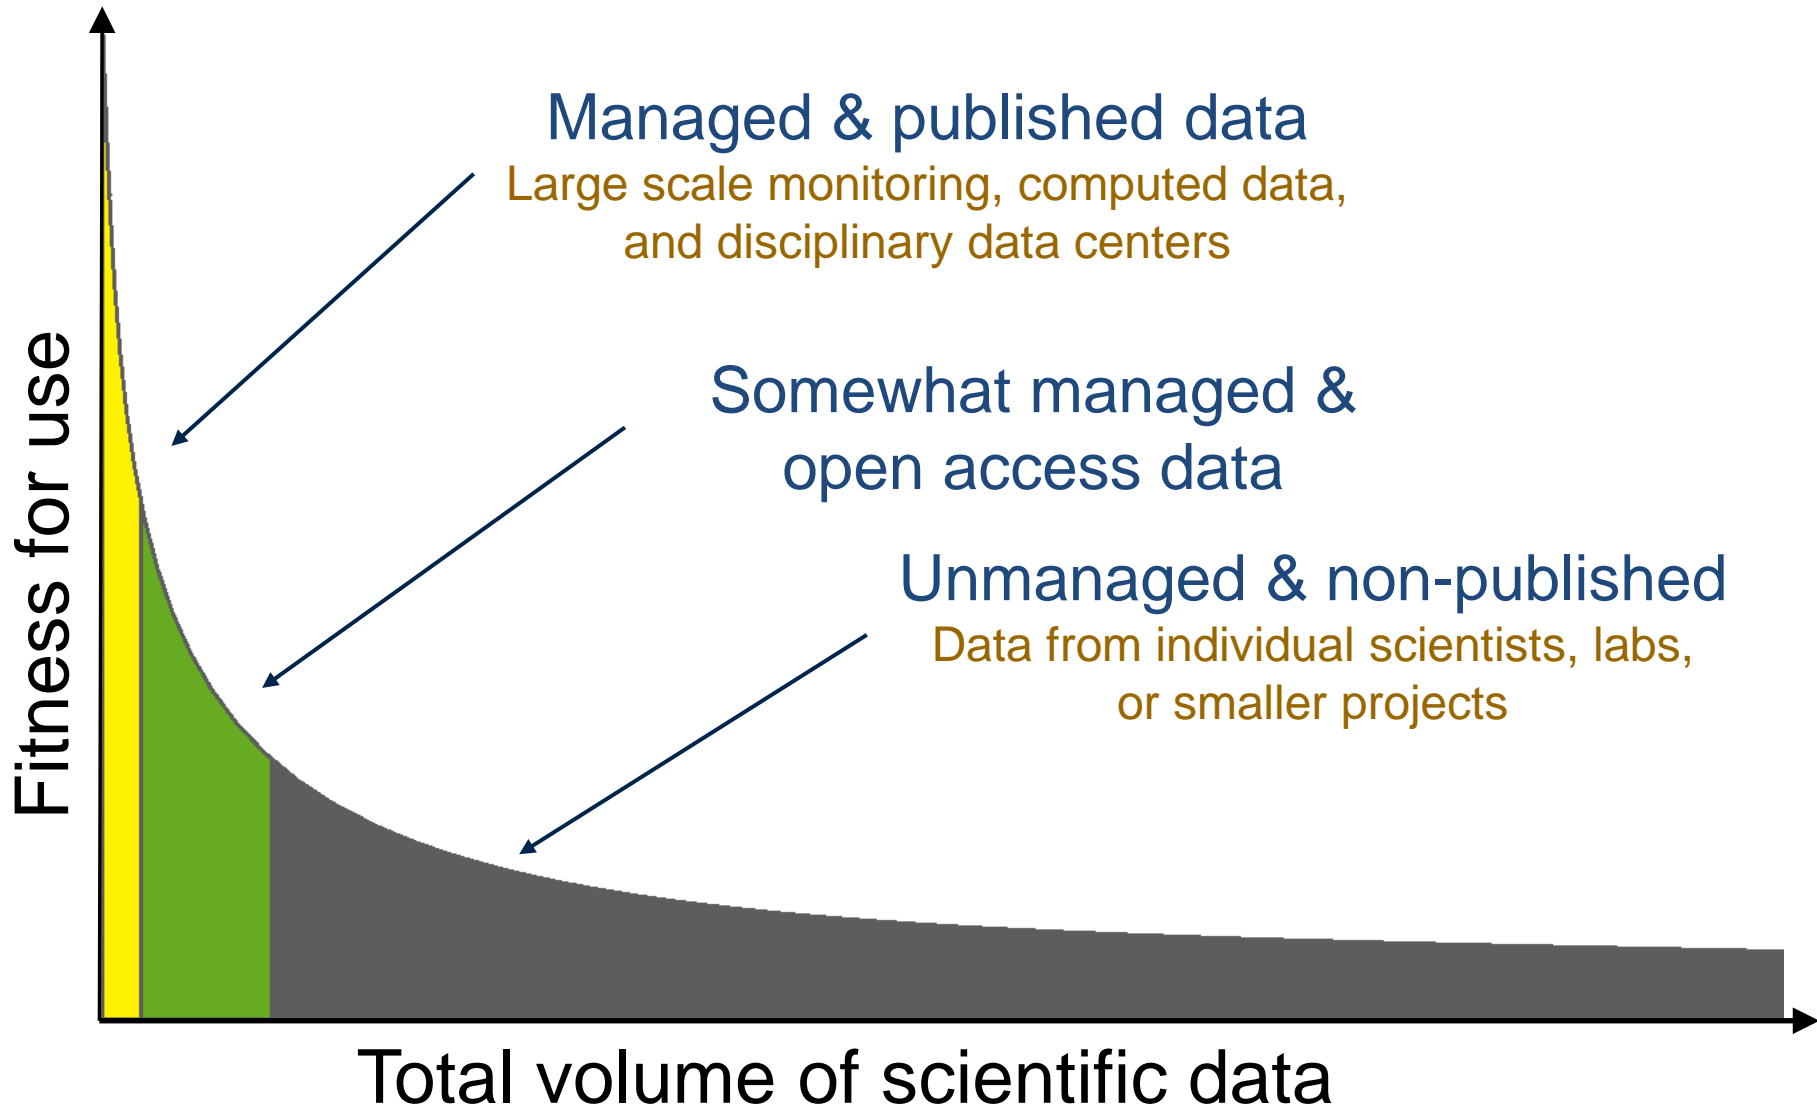 Managed & published data
Large scale monitoring, computed data,
and disciplinary data centers
Somewhat managed &
open access data
Unmanaged & non-published
Data from individual scientists, labs,
or smaller projects
Fitness for use
Total volume of scientific data